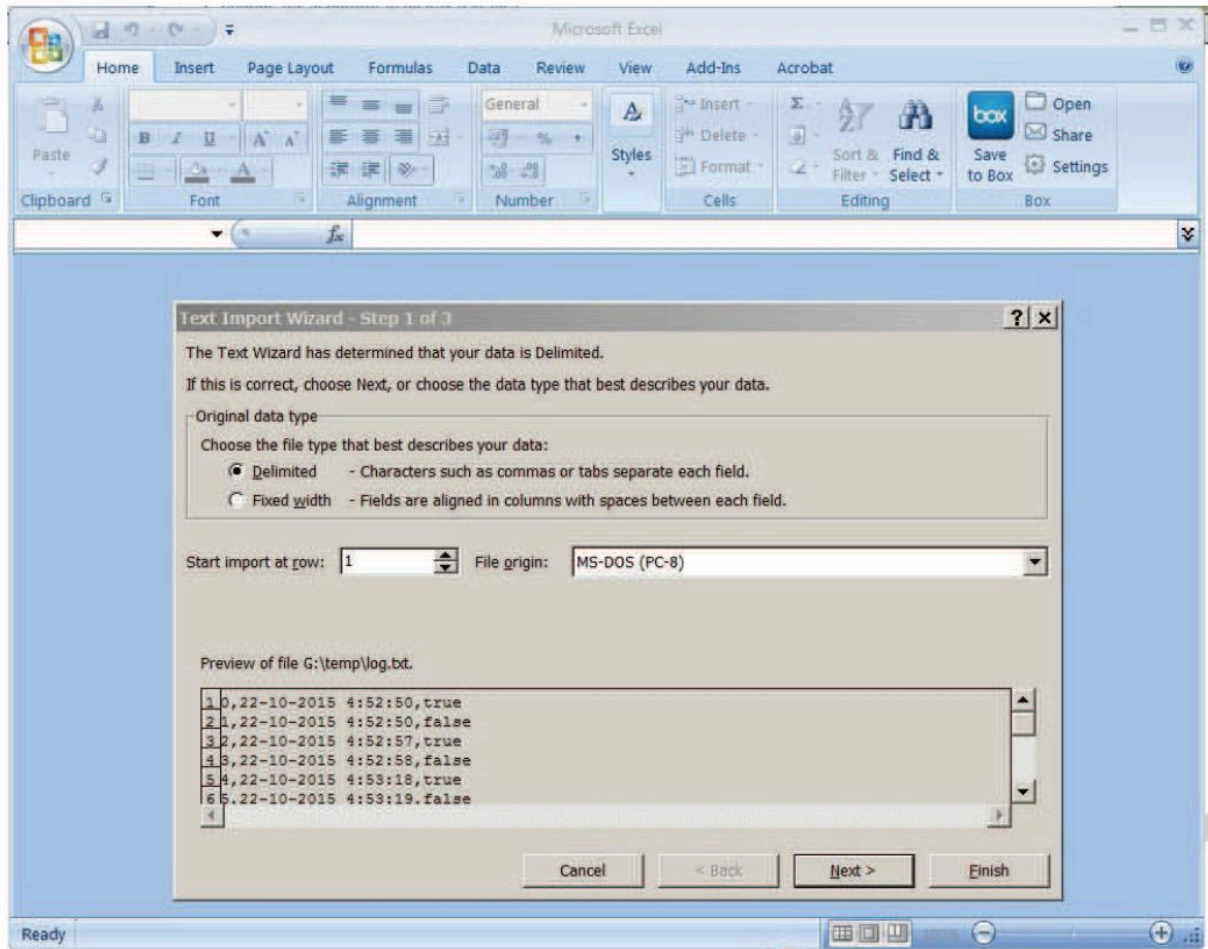 Microsoft Excel
Home Insert Page Layout Formulas Data Review View Add-Ins Acrobat
Paste
Clipboard
B I U A A
A
Font
Alignment
General
% ,
Number
A
Styles
Insert
Delete
Format
Cells
Σ
Sort & Filter
Find & Select
Editing
box
Save to Box
Open
Share
Settings
Box
fx
Text Import Wizard - Step 1 of 3
The Text Wizard has determined that your data is Delimited.
If this is correct, choose Next, or choose the data type that best describes your data.
Original data type
Choose the file type that best describes your data:
Delimited - Characters such as commas or tabs separate each field.
Fixed width - Fields are aligned in columns with spaces between each field.
Start import at row: 1 File origin: MS-DOS (PC-8)
Preview of file G:\temp\log.txt.
1 0,22-10-2015 4:52:50,true
2 1,22-10-2015 4:52:50,false
3 2,22-10-2015 4:52:57,true
4 3,22-10-2015 4:52:58,false
5 4,22-10-2015 4:53:18,true
6 5.22-10-2015 4:53:19.false
Cancel < Back Next > Finish
Ready